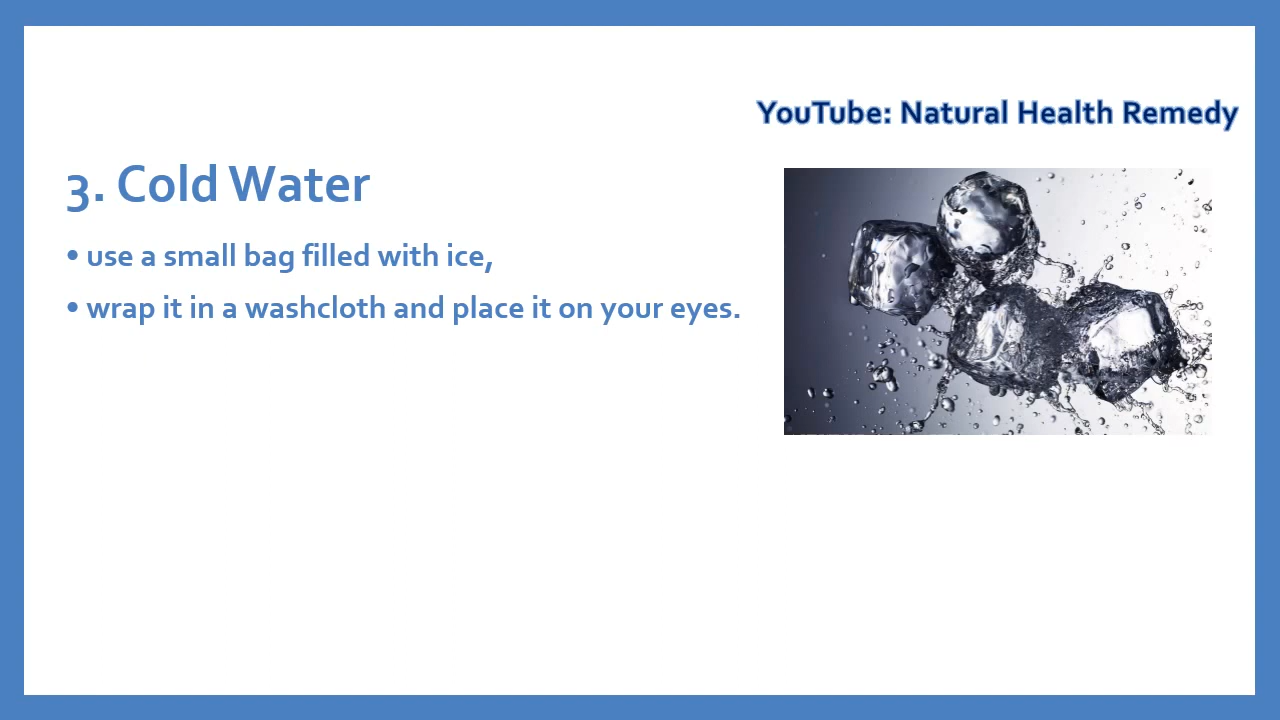 YouTube: Natural Health Remedy
3. Cold Water
• use a small bag filled with ice,
• wrap it in a washcloth and place it on your eyes.